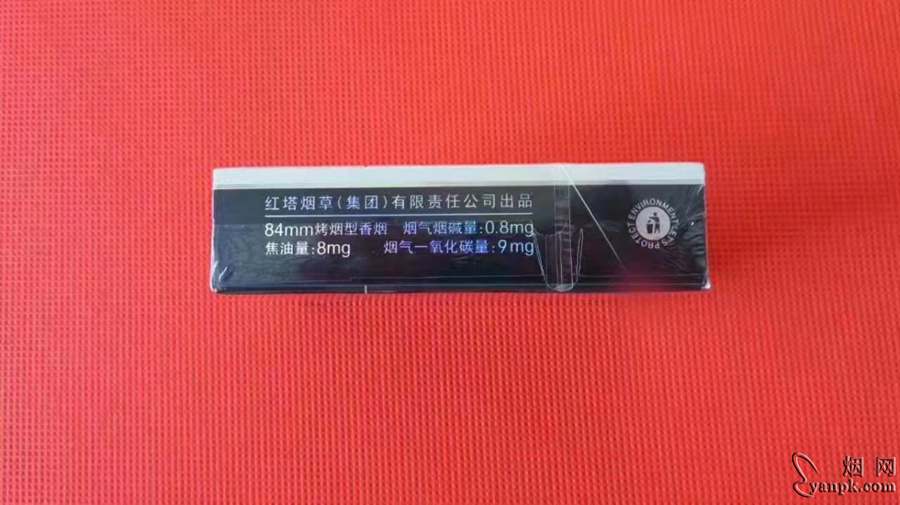 红塔烟草(集团)有限责任公司出品
84mm烤烟型香烟 烟气烟碱量:0.8mg
焦油量:8mg 烟气一氧化碳量:9mg
PROTECT ENVIRONMENT LET'S
烟网
yanpk.com